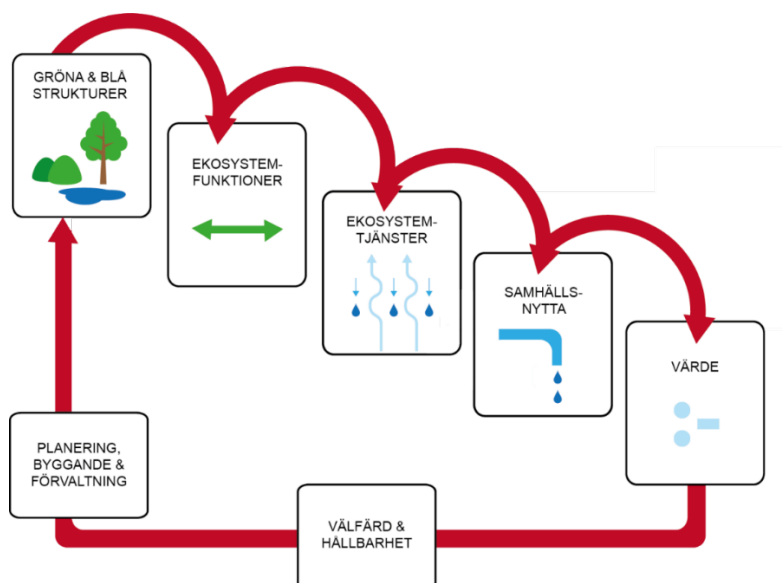 GRÖNA & BLÅ
STRUKTURER
EKOSYSTEM-
FUNKTIONER
EKOSYSTEM-
TJÄNSTER
SAMHÄLLS-
NYTTA
VÄRDE
PLANERING,
BYGGANDE &
FÖRVALTNING
VÄLFÄRD &
HÅLLBARHET